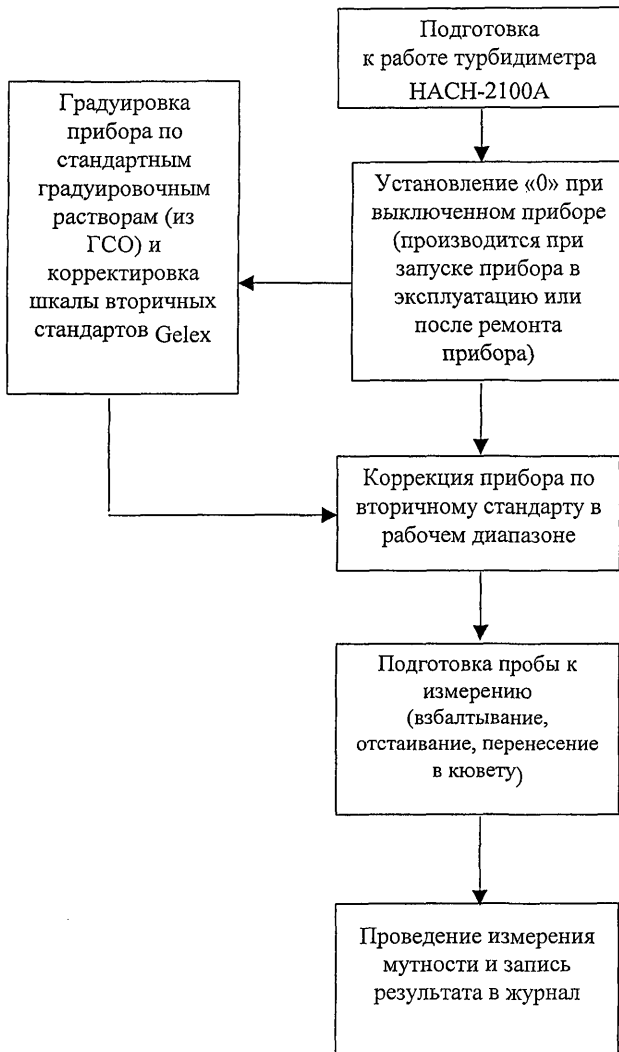 Подготовка
к работе турбидиметра
НАСН-2100А
Градуировка
прибора по
стандартным
градуировочным
растворам (из
ГСО) и
корректировка
шкалы вторичных
стандартов Gelex
Установление «0» при
выключенном приборе
(производится при
запуске прибора в
эксплуатацию или
после ремонта
прибора)
Коррекция прибора по
вторичному стандарту в
рабочем диапазоне
Подготовка пробы к
измерению
(взбалтывание,
отстаивание, перенесение
в кювету)
Проведение измерения
мутности и запись
результата в журнал